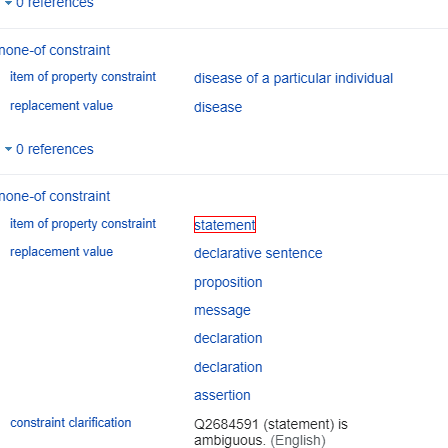 0 references
none-of constraint
item of property constraint disease of a particular individual
replacement value disease
0 references
none-of constraint
item of property constraint statement
replacement value declarative sentence
proposition
message
declaration
declaration
assertion
constraint clarification Q2684591 (statement) is
ambiguous. (English)